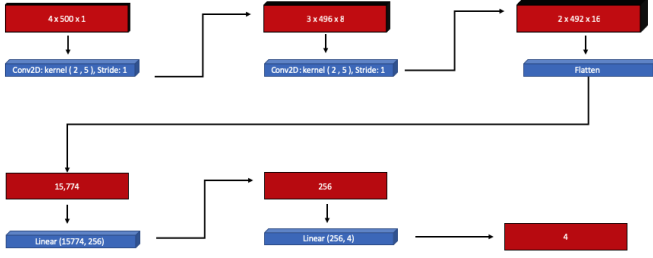 4 x 500 x 1
3 x 496 x 8
2 x 492 x 16
Conv2D: kernel ( 2 , 5 ), Stride: 1
Conv2D: kernel ( 2 , 5 ), Stride: 1
Flatten
15,774
256
Linear (15774, 256)
Linear (256, 4)
4